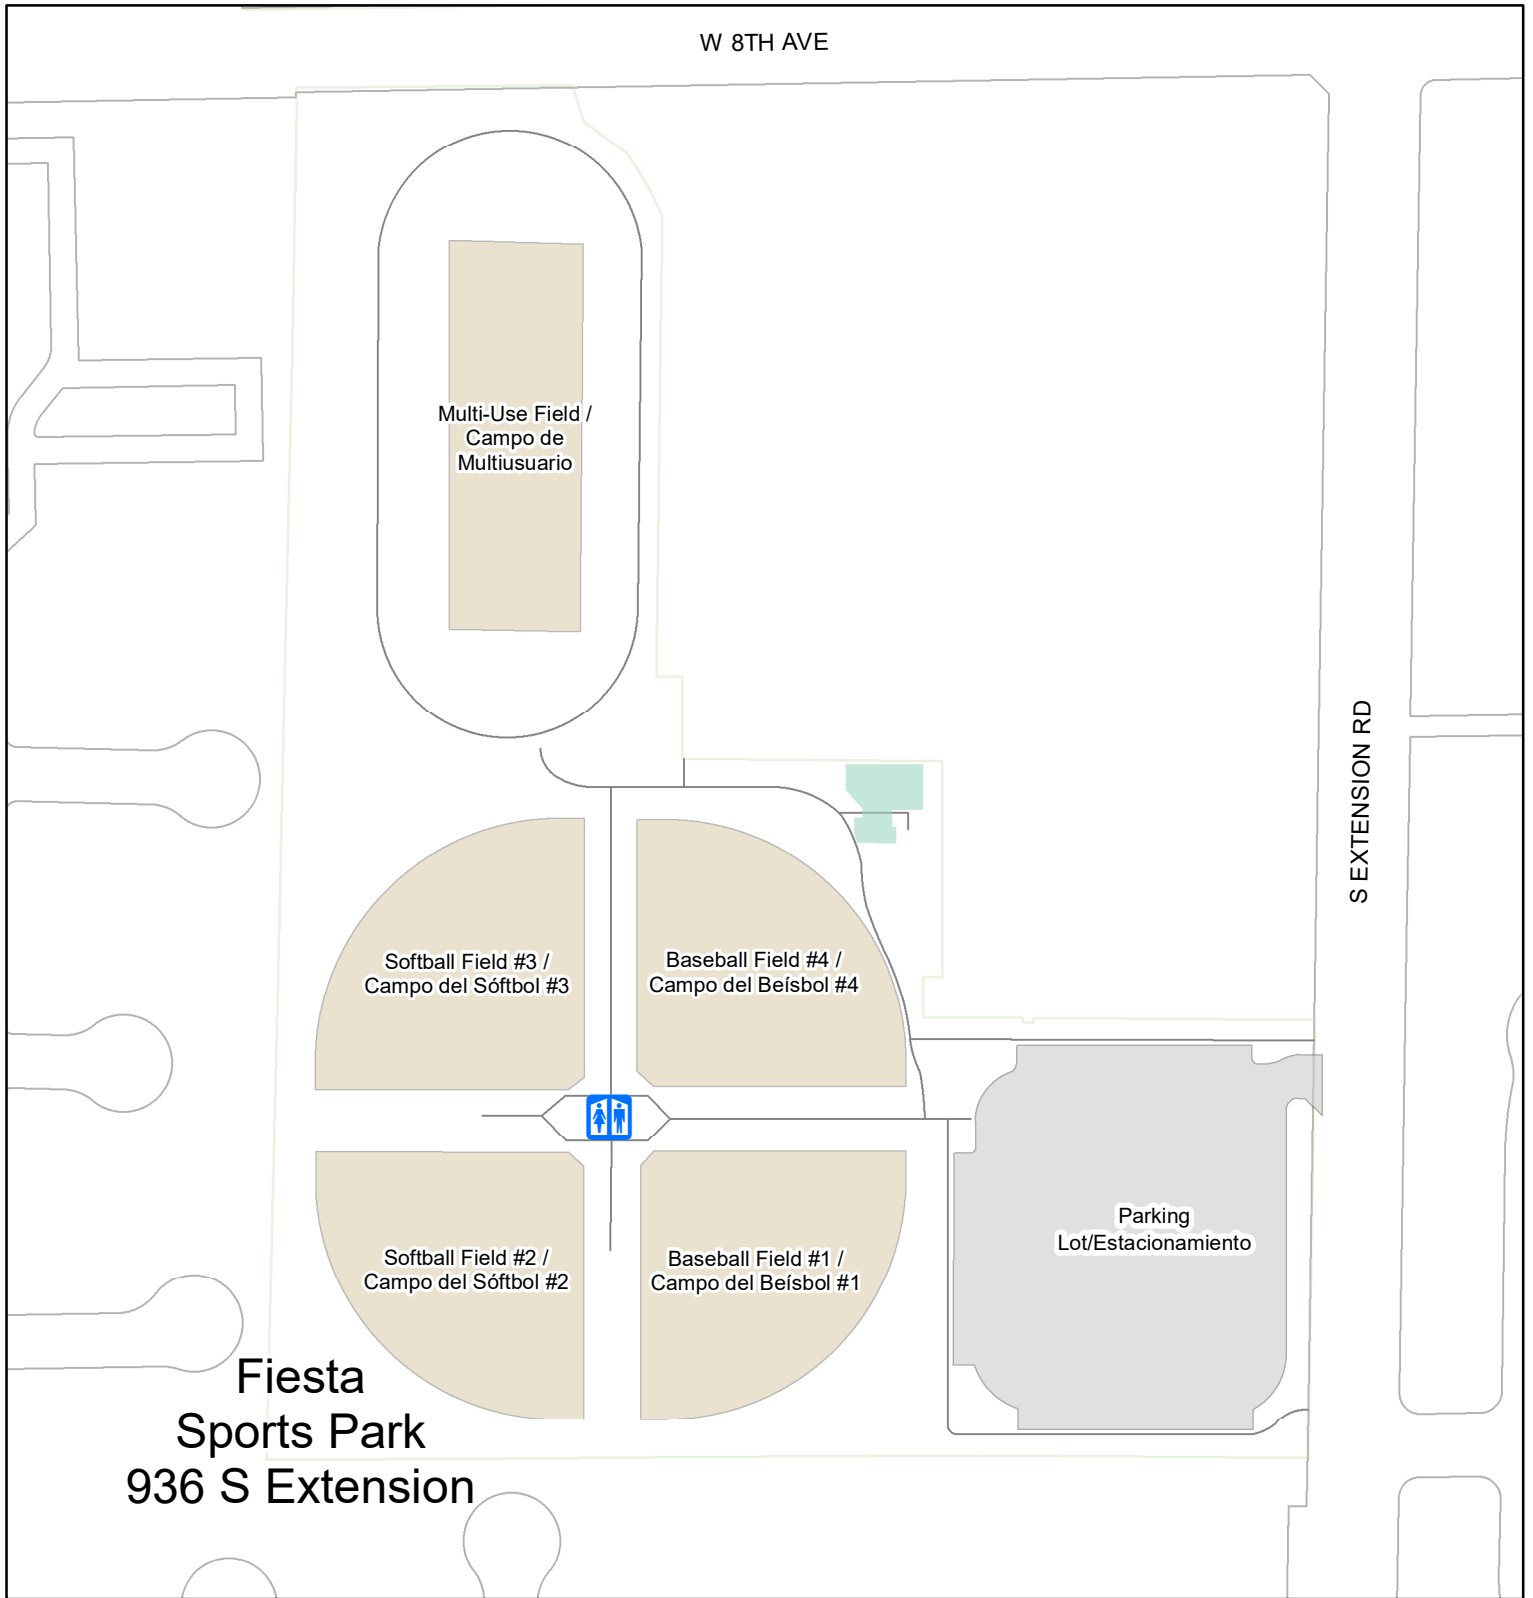 W 8TH AVE
Multi-Use Field /
Campo de
Multiusuario
S EXTENSION RD
Softball Field #3 /
Campo del Sóftbol #3
Baseball Field #4 /
Campo del Beísbol #4
Parking
Lot/Estacionamiento
Softball Field #2 /
Campo del Sóftbol #2
Baseball Field #1 /
Campo del Beísbol #1
Fiesta
Sports Park
936 S Extension